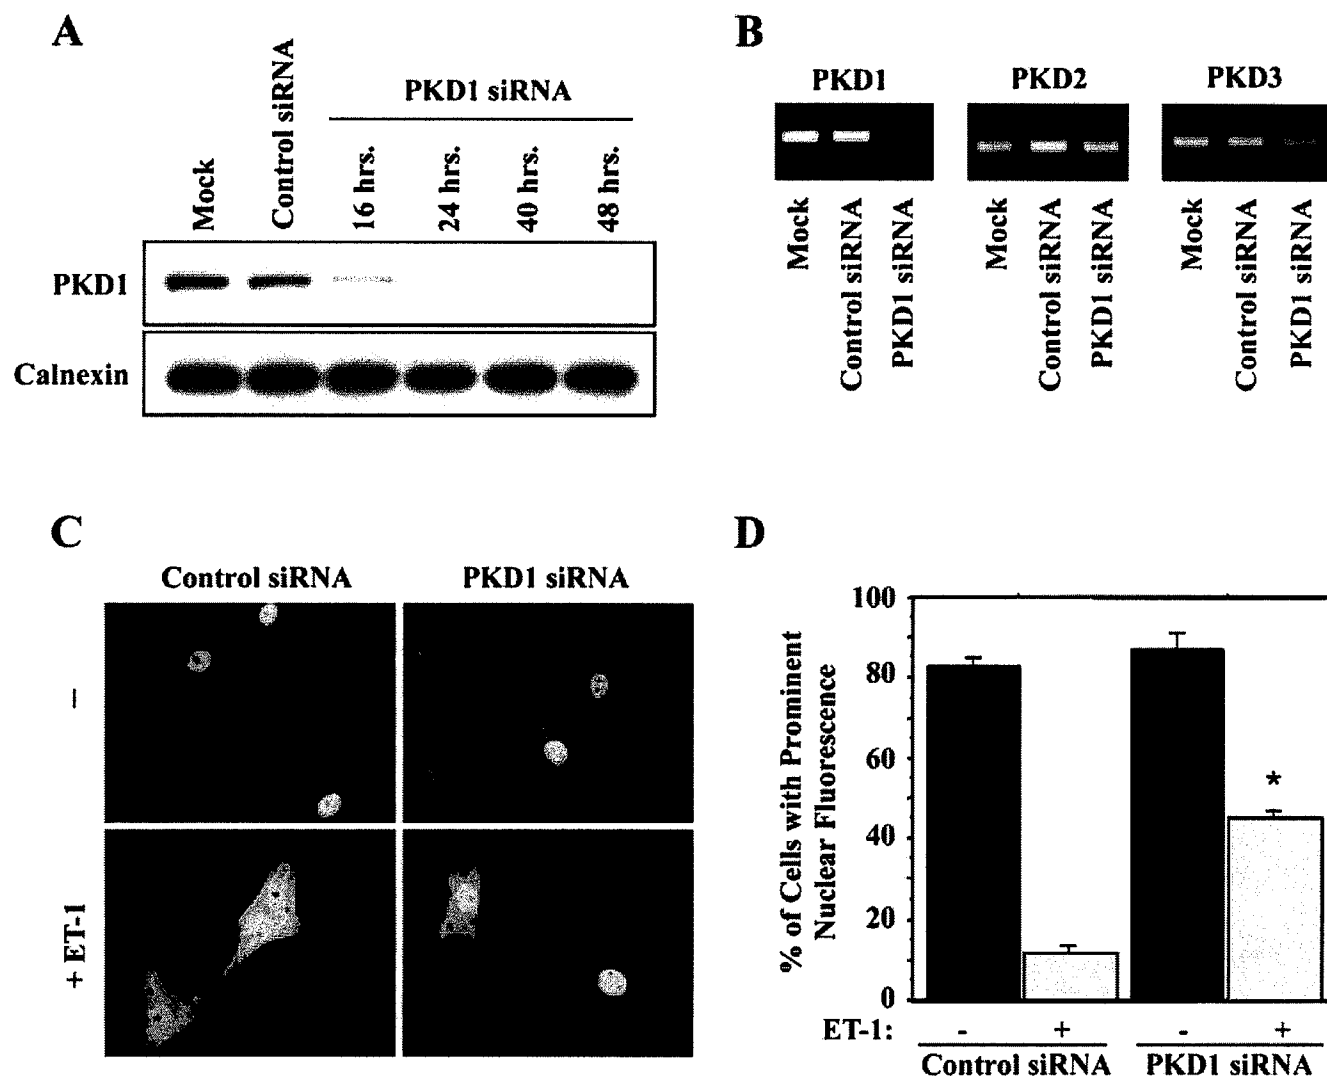 A
Mock
Control siRNA
PKD1 siRNA
16 hrs.
24 hrs.
40 hrs.
48 hrs.
PKD1
Calnexin
B
PKD1
PKD2
PKD3
Mock
Control siRNA
PKD1 siRNA
Mock
Control siRNA
PKD1 siRNA
Mock
Control siRNA
PKD1 siRNA
C
Control siRNA
PKD1 siRNA
–
+ ET-1
D
% of Cells with Prominent
Nuclear Fluorescence
100
80
60
40
20
0
*
ET-1: - + - +
Control siRNA
PKD1 siRNA